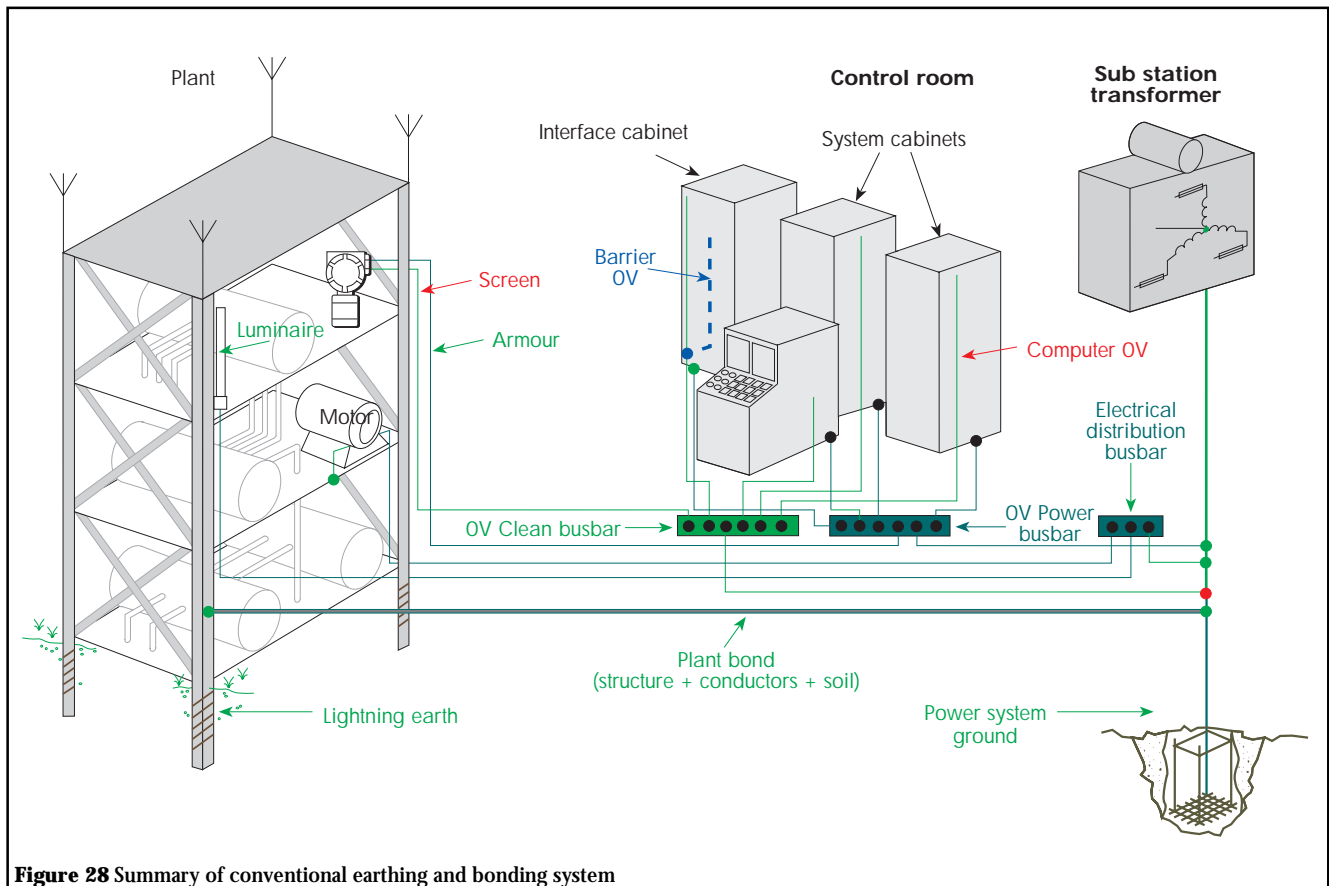 Plant
Control room
Sub station
transformer
Interface cabinet
System cabinets
Barrier
0V
Screen
Luminaire
Armour
Computer 0V
Motor
Electrical
distribution
busbar
0V Clean busbar
0V Power
busbar
Plant bond
(structure + conductors + soil)
Lightning earth
Power system
ground
Figure 28 Summary of conventional earthing and bonding system